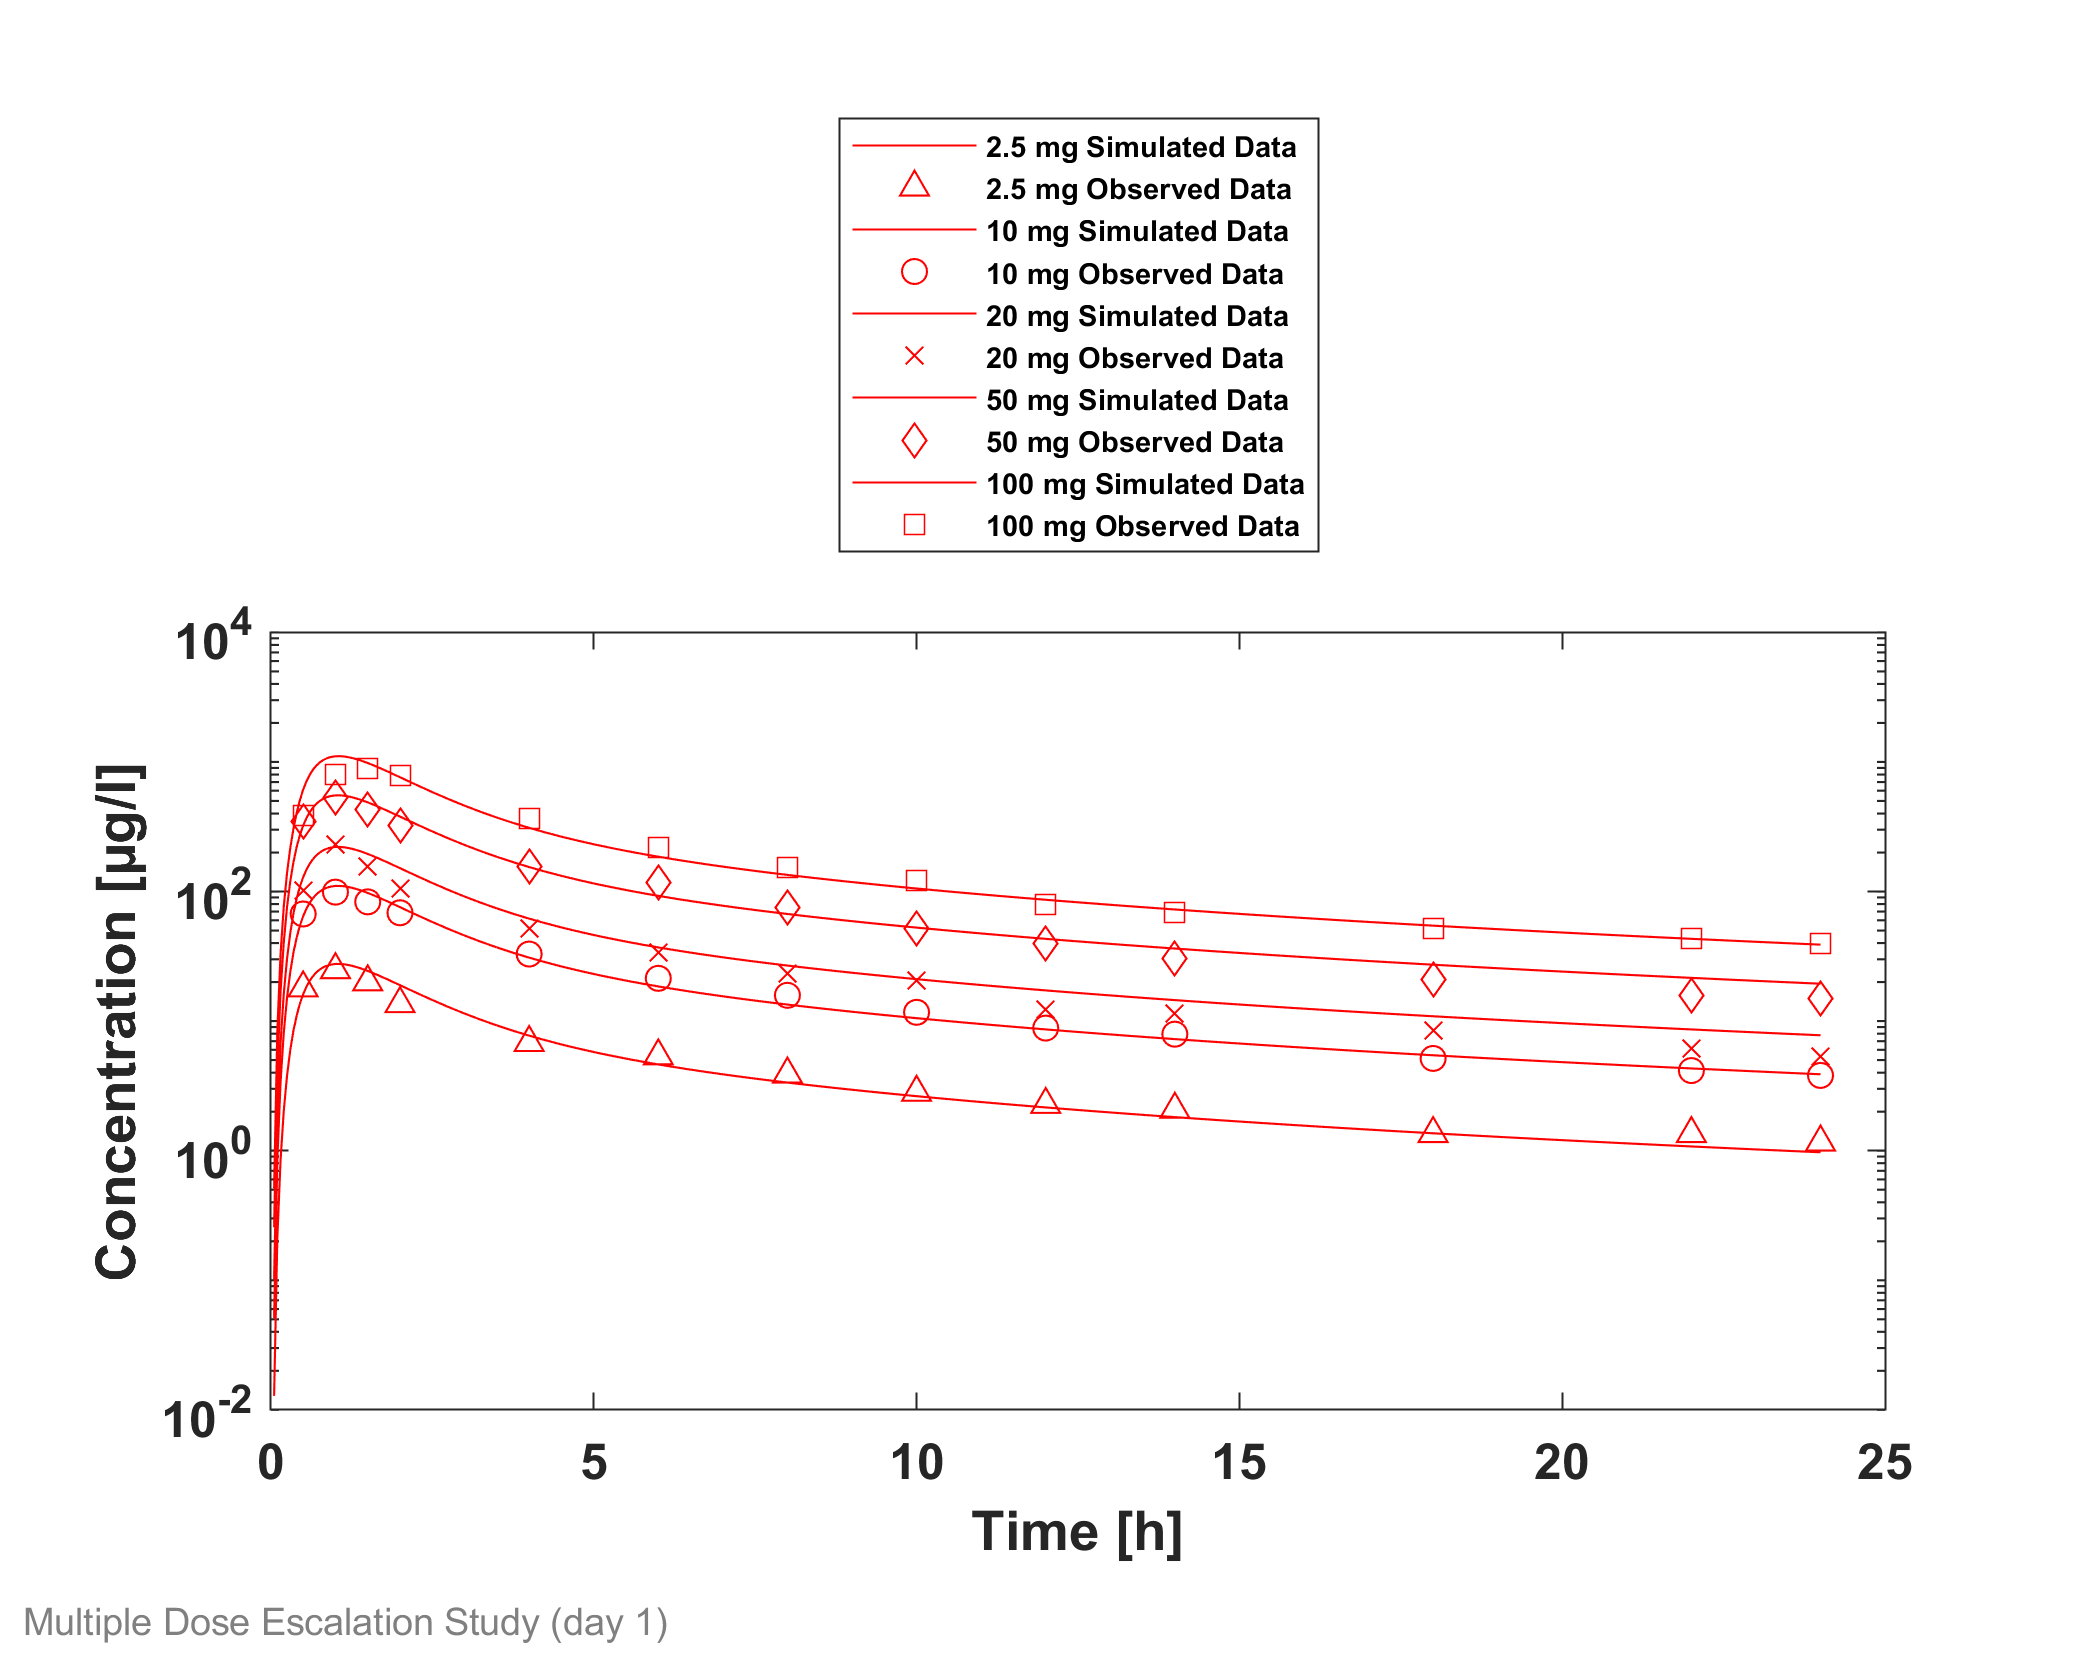 2.5 mg Simulated Data
2.5 mg Observed Data
10 mg Simulated Data
10 mg Observed Data
20 mg Simulated Data
20 mg Observed Data
50 mg Simulated Data
50 mg Observed Data
100 mg Simulated Data
100 mg Observed Data
10^4
10^2
10^0
10^-2
Concentration [µg/l]
0 5 10 15 20 25
Time [h]
Multiple Dose Escalation Study (day 1)